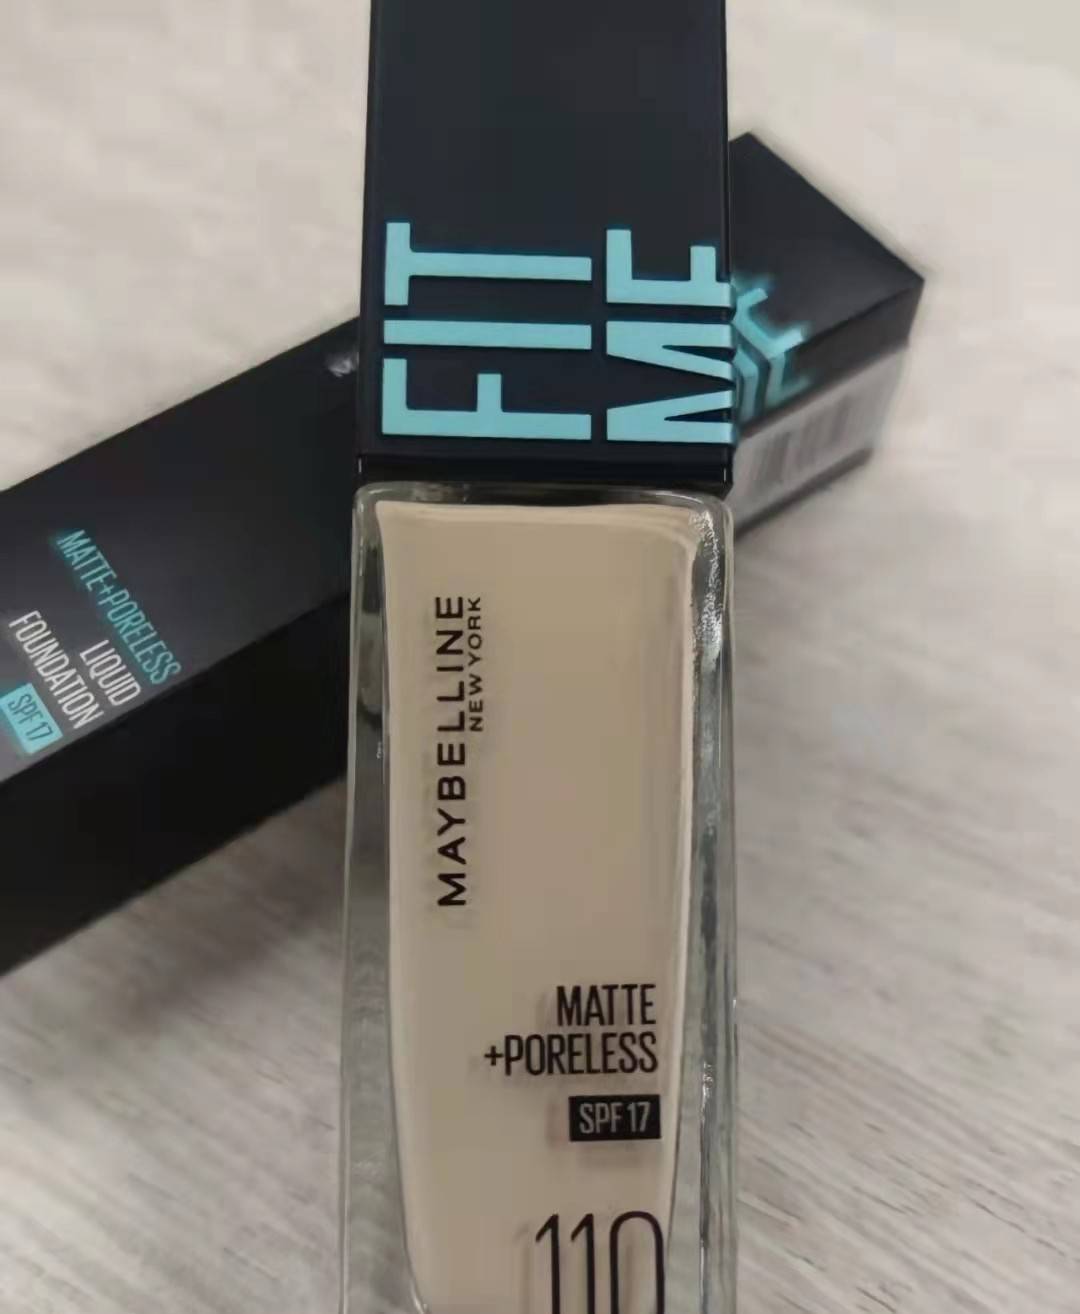 FIT
ME
MAYBELLINE
NEW YORK
MATTE
+PORELESS
SPF 17
110
MATTE+PORELESS
LIQUID
FOUNDATION
SPF 17